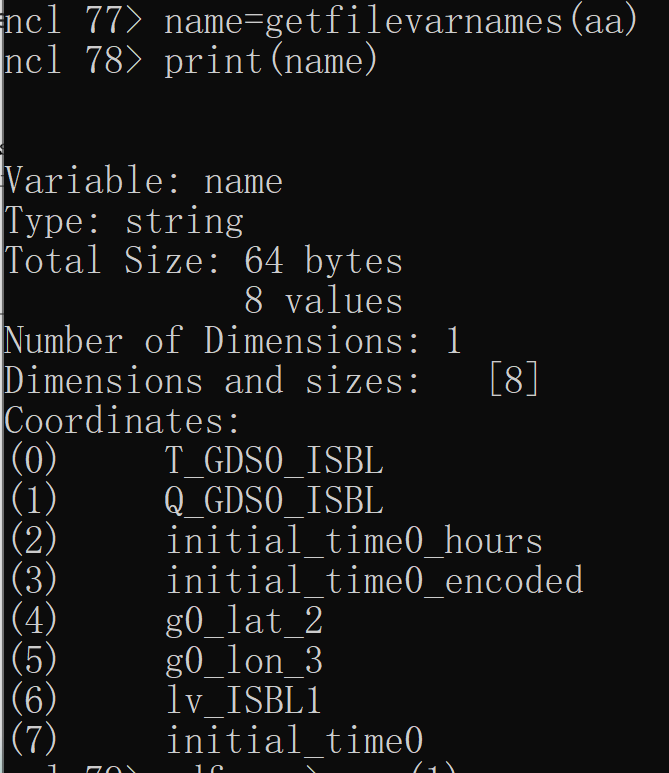 ncl 77> name=getfilevarnames(aa)
ncl 78> print(name)
Variable: name
Type: string
Total Size: 64 bytes
8 values
Number of Dimensions: 1
Dimensions and sizes: [8]
Coordinates:
(0) T_GDS0_ISBL
(1) Q_GDS0_ISBL
(2) initial_time0_hours
(3) initial_time0_encoded
(4) g0_lat_2
(5) g0_lon_3
(6) lv_ISBL1
(7) initial_time0